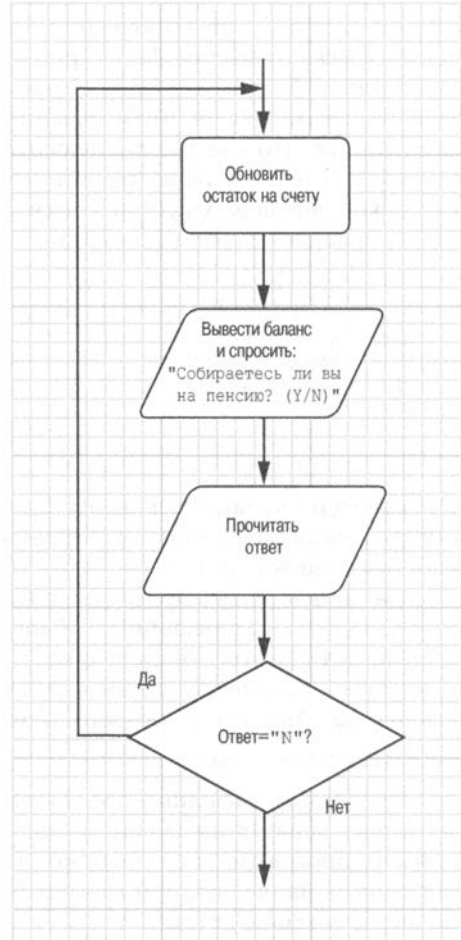 Обновить
остаток на счету
Вывести баланс
и спросить:
"Собираетесь ли вы
на пенсию? (Y/N)"
Прочитать
ответ
Да
Ответ="N"?
Нет